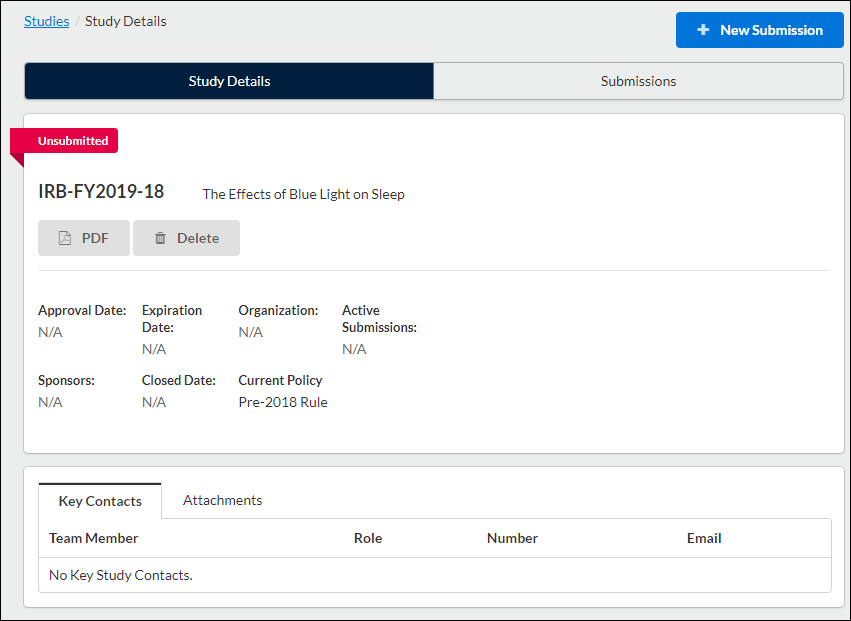 Studies / Study Details
New Submission
Study Details
Submissions
Unsubmitted
IRB-FY2019-18
The Effects of Blue Light on Sleep
PDF
Delete
Approval Date:
N/A
Expiration
Date:
N/A
Organization:
N/A
Active
Submissions:
N/A
Sponsors:
N/A
Closed Date:
N/A
Current Policy
Pre-2018 Rule
Key Contacts
Attachments
Team Member
Role
Number
Email
No Key Study Contacts.